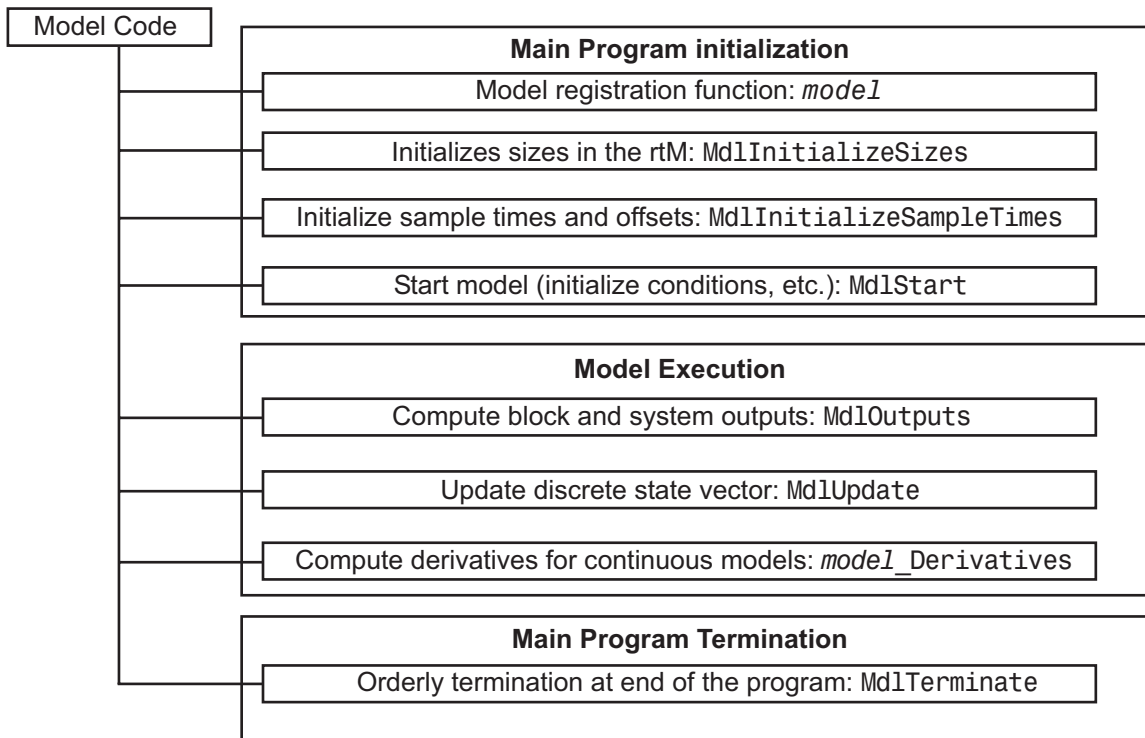 Model Code
Main Program initialization
Model registration function: model
Initializes sizes in the rtM: MdlInitializeSizes
Initialize sample times and offsets: MdlInitializeSampleTimes
Start model (initialize conditions, etc.): MdlStart
Model Execution
Compute block and system outputs: MdlOutputs
Update discrete state vector: MdlUpdate
Compute derivatives for continuous models: model_Derivatives
Main Program Termination
Orderly termination at end of the program: MdlTerminate